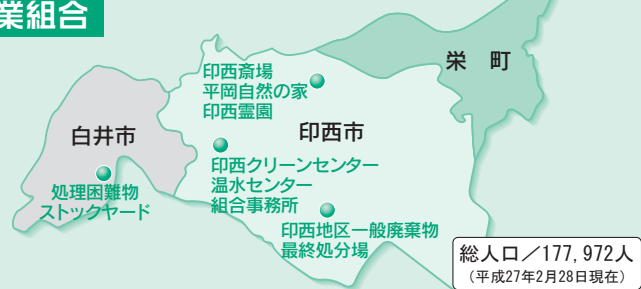 業組合
栄 町
印西斎場
平岡自然の家
印西霊園
印西市
白井市
印西クリーンセンター
温水センター
組合事務所
処理困難物
ストックヤード
印西地区一般廃棄物
最終処分場
総人口／177,972人
（平成27年2月28日現在）